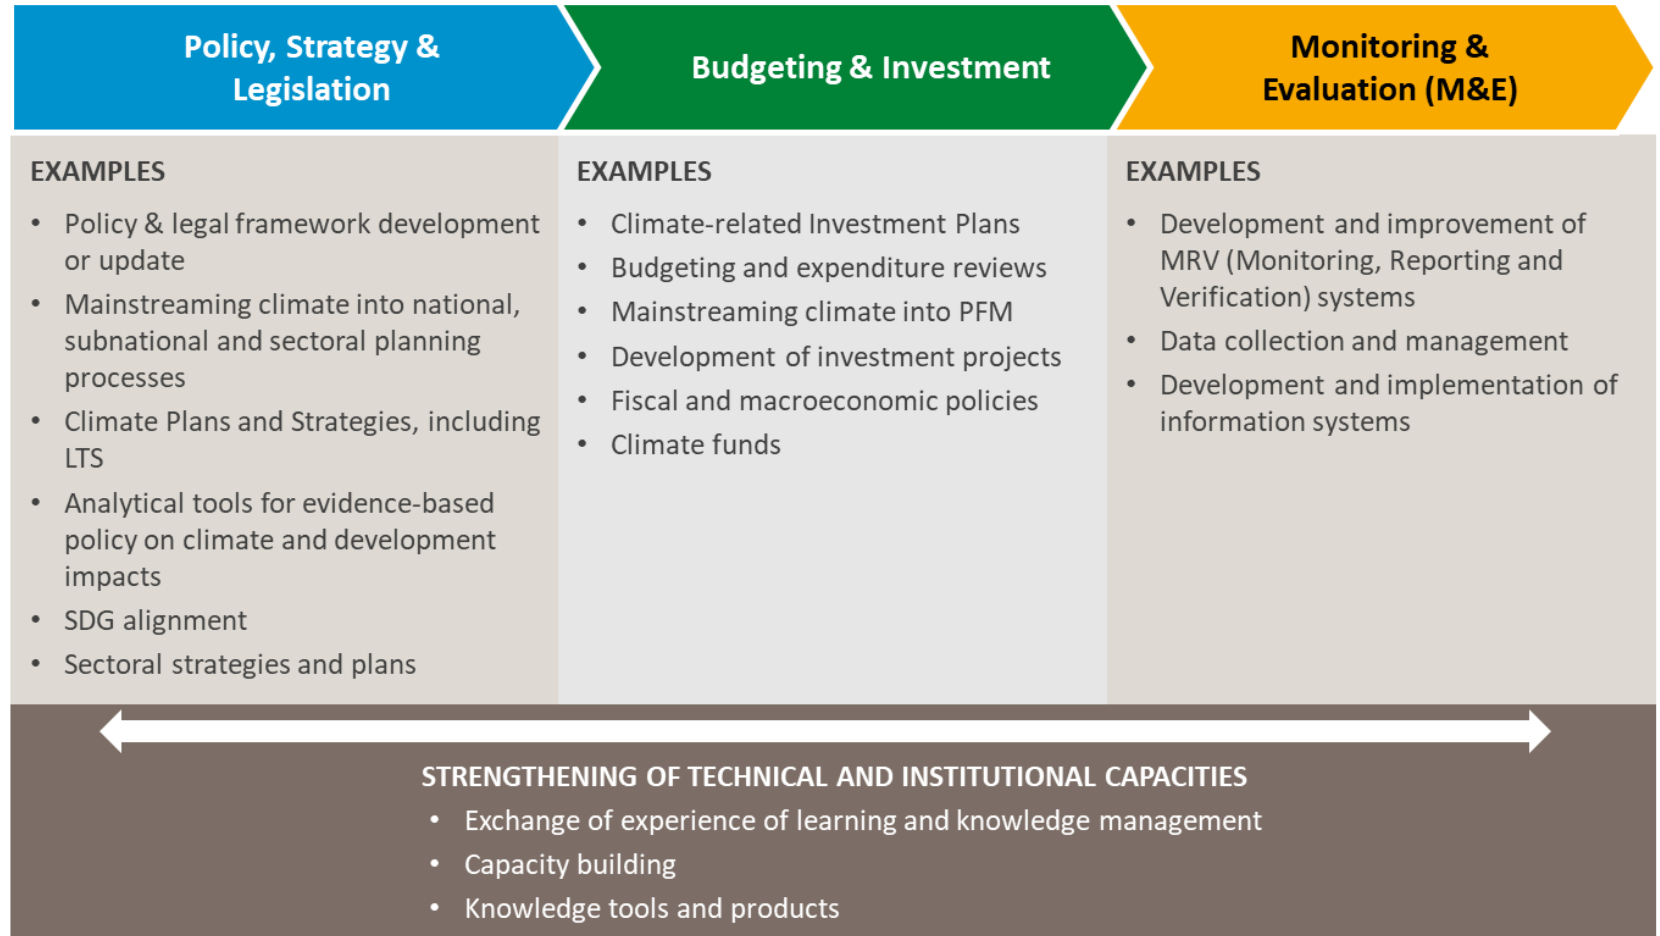 Policy, Strategy &
Legislation
Budgeting & Investment
Monitoring &
Evaluation (M&E)
EXAMPLES
• Policy & legal framework development
or update
• Mainstreaming climate into national,
subnational and sectoral planning
processes
• Climate Plans and Strategies, including
LTS
• Analytical tools for evidence-based
policy on climate and development
impacts
• SDG alignment
• Sectoral strategies and plans
EXAMPLES
• Climate-related Investment Plans
• Budgeting and expenditure reviews
• Mainstreaming climate into PFM
• Development of investment projects
• Fiscal and macroeconomic policies
• Climate funds
EXAMPLES
• Development and improvement of
MRV (Monitoring, Reporting and
Verification) systems
• Data collection and management
• Development and implementation of
information systems
STRENGTHENING OF TECHNICAL AND INSTITUTIONAL CAPACITIES
• Exchange of experience of learning and knowledge management
• Capacity building
• Knowledge tools and products